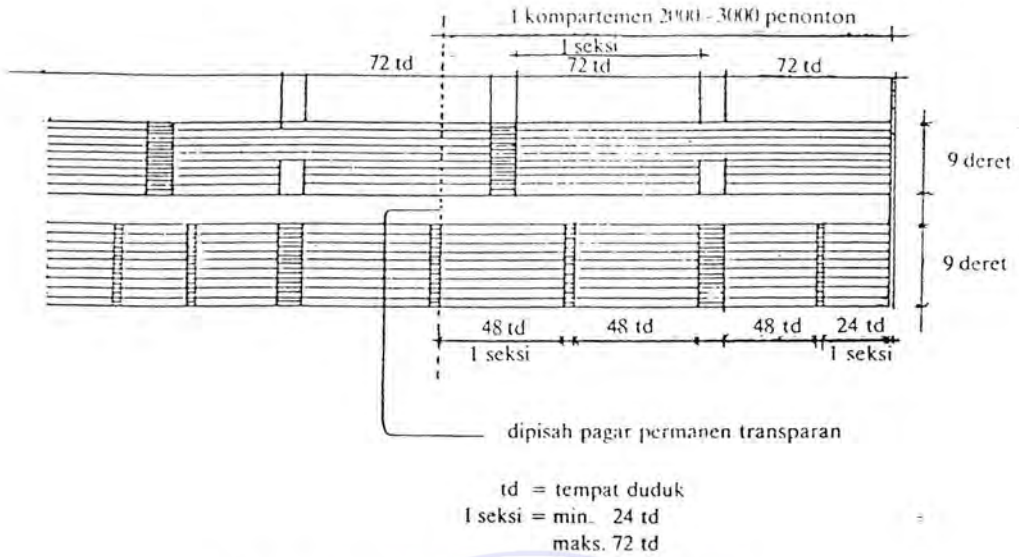 1 kompartemen 2000 - 3000 penonton
1 seksi
72 td 72 td 72 td
9 deret
9 deret
48 td 48 td 48 td 24 td
1 seksi 1 seksi
dipisah pagar permanen transparan
td = tempat duduk
1 seksi = min. 24 td
maks. 72 td